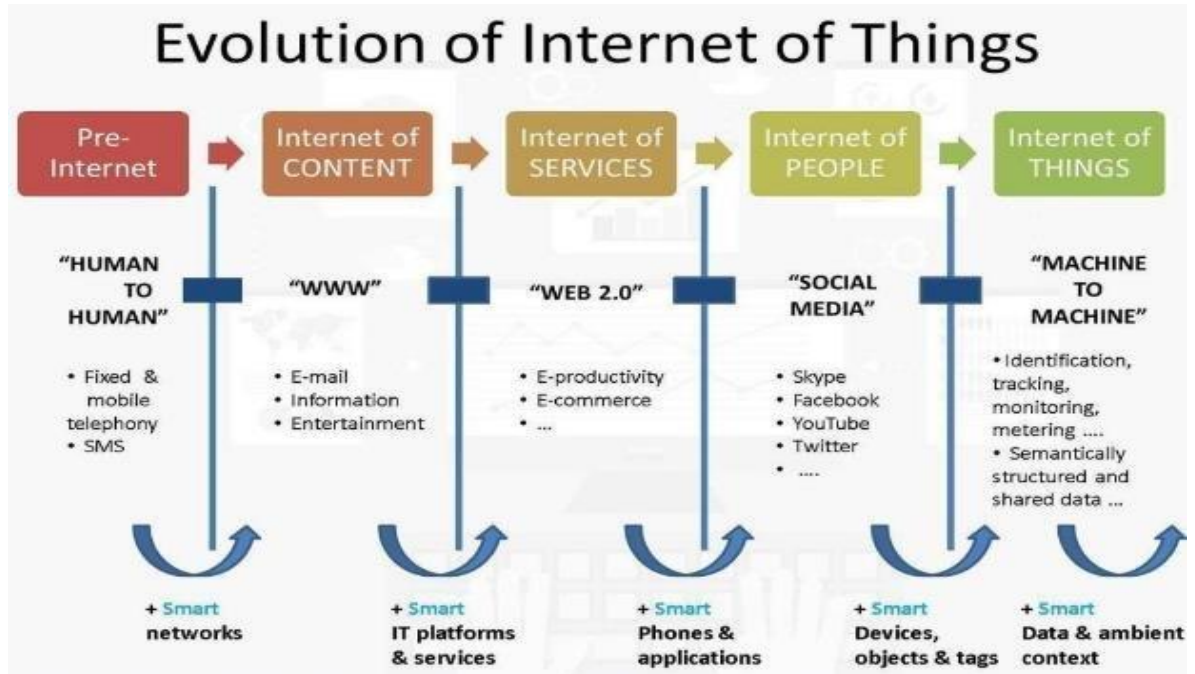 Evolution of Internet of Things
Pre-
Internet
Internet of
CONTENT
Internet of
SERVICES
Internet of
PEOPLE
Internet of
THINGS
“HUMAN
TO
HUMAN”
• Fixed &
mobile
telephony
• SMS
“WWW”
• E-mail
• Information
• Entertainment
“WEB 2.0”
• E-productivity
• E-commerce
• ...
“SOCIAL
MEDIA”
• Skype
• Facebook
• YouTube
• Twitter
• ....
“MACHINE
TO
MACHINE”
• Identification,
tracking,
monitoring,
metering ....
• Semantically
structured and
shared data ...
+ Smart
networks
+ Smart
IT platforms
& services
+ Smart
Phones &
applications
+ Smart
Devices,
objects & tags
+ Smart
Data & ambient
context